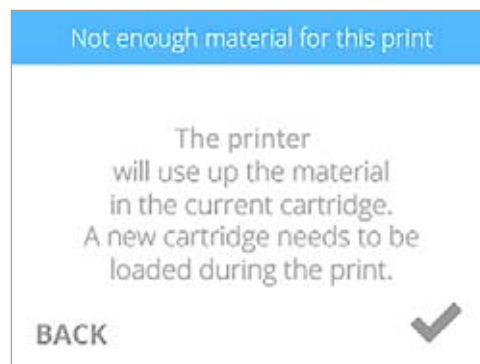 Not enough material for this print
The printer
will use up the material
in the current cartridge.
A new cartridge needs to be
loaded during the print.
BACK